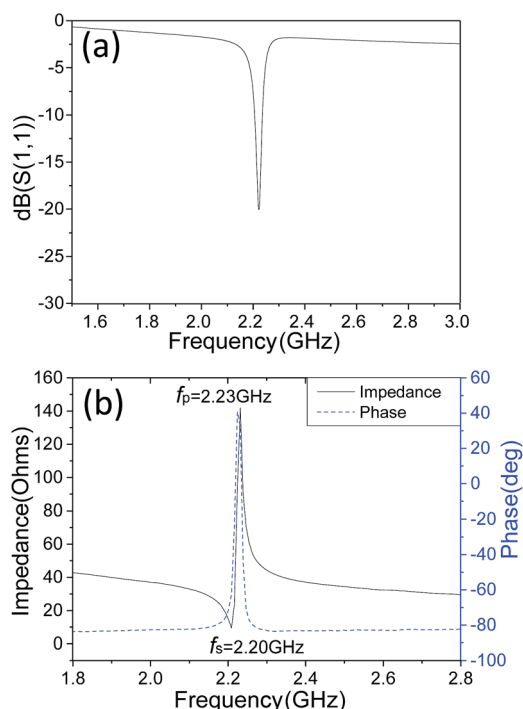 (a)
0
-5
-10
-15
-20
-25
-30
dB(S(1,1))
1.6 1.8 2.0 2.2 2.4 2.6 2.8 3.0
Frequency(GHz)
(b)
fp=2.23GHz
Impedance
Phase
160
140
120
100
80
60
40
20
0
Impedance(Ohms)
60
40
20
0
-20
-40
-60
-80
-100
Phase(deg)
fs=2.20GHz
1.8 2.0 2.2 2.4 2.6 2.8
Frequency(GHz)